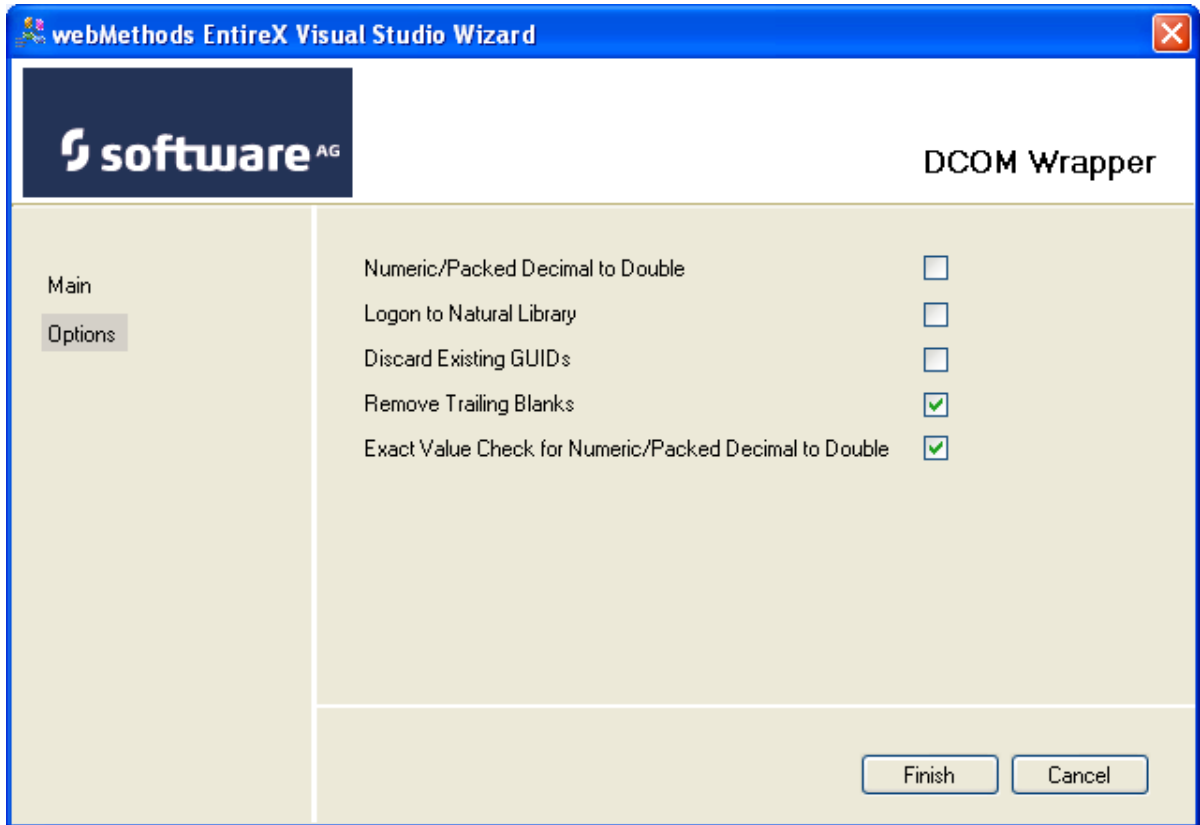 webMethods EntireX Visual Studio Wizard
software AG
DCOM Wrapper
Main
Options
Numeric/Packed Decimal to Double
Logon to Natural Library
Discard Existing GUIDs
Remove Trailing Blanks
Exact Value Check for Numeric/Packed Decimal to Double
Finish
Cancel